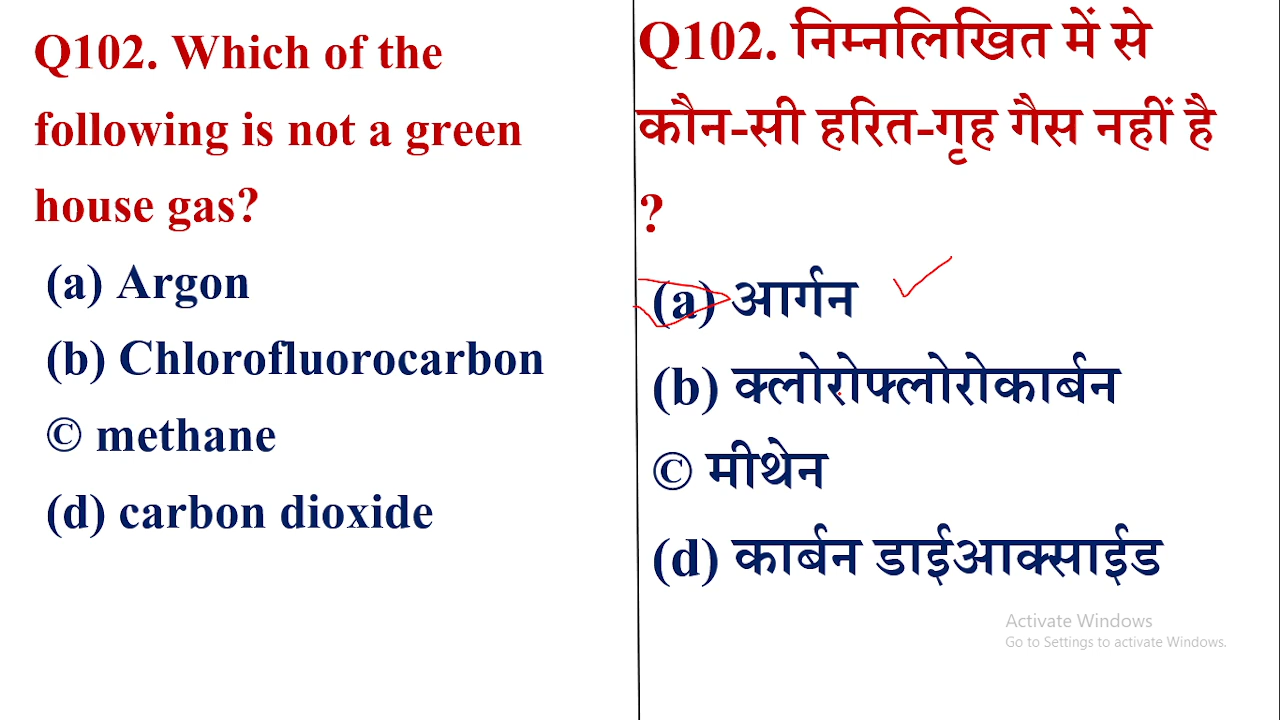 Q102. Which of the
following is not a green
house gas?
(a) Argon
(b) Chlorofluorocarbon
© methane
(d) carbon dioxide
Q102. निम्नलिखित में से
कौन-सी हरित-गृह गैस नहीं है
?
(a) आर्गन
(b) क्लोरोफ्लोरोकार्बन
© मीथेन
(d) कार्बन डाईआक्साईड
Activate Windows
Go to Settings to activate Windows.